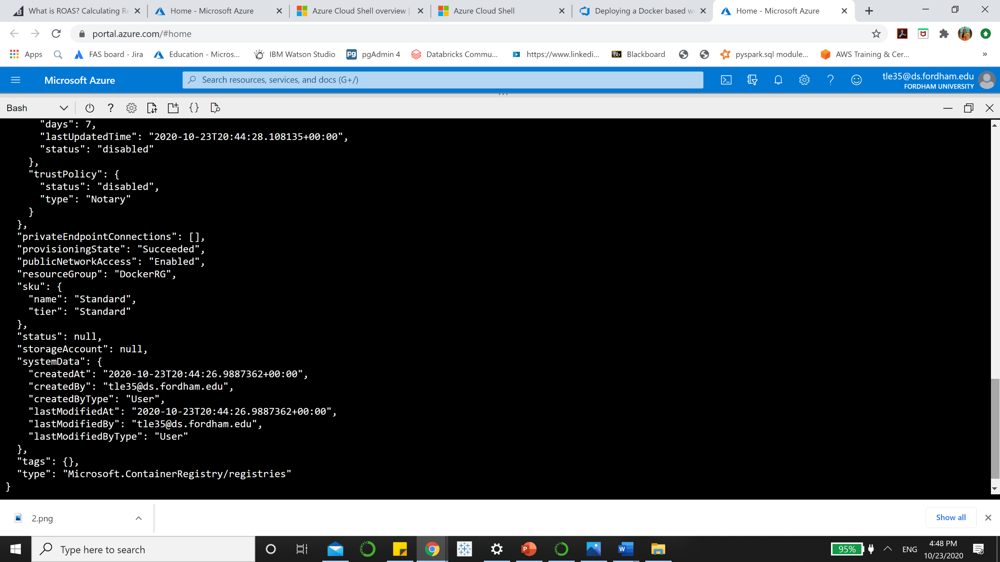 What is ROAS? Calculating Re
Home - Microsoft Azure
Azure Cloud Shell overview |
Azure Cloud Shell
Deploying a Docker based we
Home - Microsoft Azure
portal.azure.com/#home
Apps
FAS board - Jira
Education - Micros...
IBM Watson Studio
pg
pgAdmin 4
Databricks Commu...
https://www.linkedi...
Bb
Blackboard
pyspark.sql module...
AWS Training & Cer...
»
Microsoft Azure
Search resources, services, and docs (G+/)
tle35@ds.fordham.edu
FORDHAM UNIVERSITY
Bash
"days": 7,
"lastUpdatedTime": "2020-10-23T20:44:28.108135+00:00",
"status": "disabled"
},
"trustPolicy": {
"status": "disabled",
"type": "Notary"
}
},
"privateEndpointConnections": [],
"provisioningState": "Succeeded",
"publicNetworkAccess": "Enabled",
"resourceGroup": "DockerRG",
"sku": {
"name": "Standard",
"tier": "Standard"
},
"status": null,
"storageAccount": null,
"systemData": {
"createdAt": "2020-10-23T20:44:26.9887362+00:00",
"createdBy": "tle35@ds.fordham.edu",
"createdByType": "User",
"lastModifiedAt": "2020-10-23T20:44:26.9887362+00:00",
"lastModifiedBy": "tle35@ds.fordham.edu",
"lastModifiedByType": "User"
},
"tags": {},
"type": "Microsoft.ContainerRegistry/registries"
}
2.png
Show all
Type here to search
95%
ENG
4:48 PM
10/23/2020